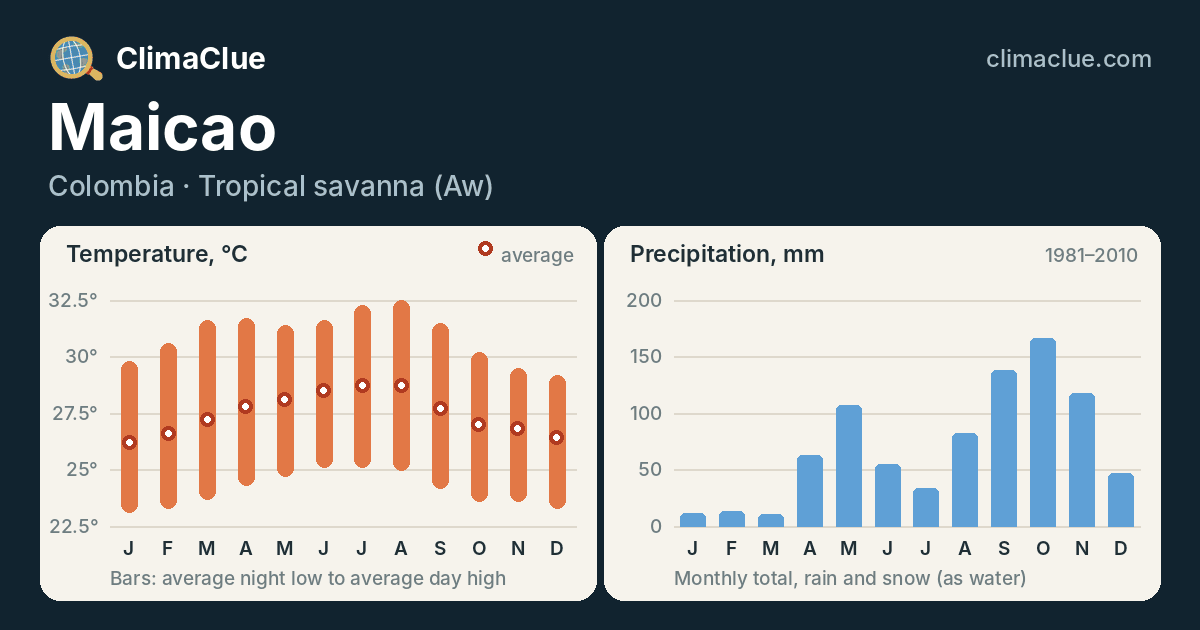 ClimaClue
climaclue.com
Maicao
Colombia · Tropical savanna (Aw)
Temperature, °C
average
32.5°
30°
27.5°
25°
22.5°
J F M A M J J A S O N D
Bars: average night low to average day high
Precipitation, mm
1981–2010
200
150
100
50
0
J F M A M J J A S O N D
Monthly total, rain and snow (as water)